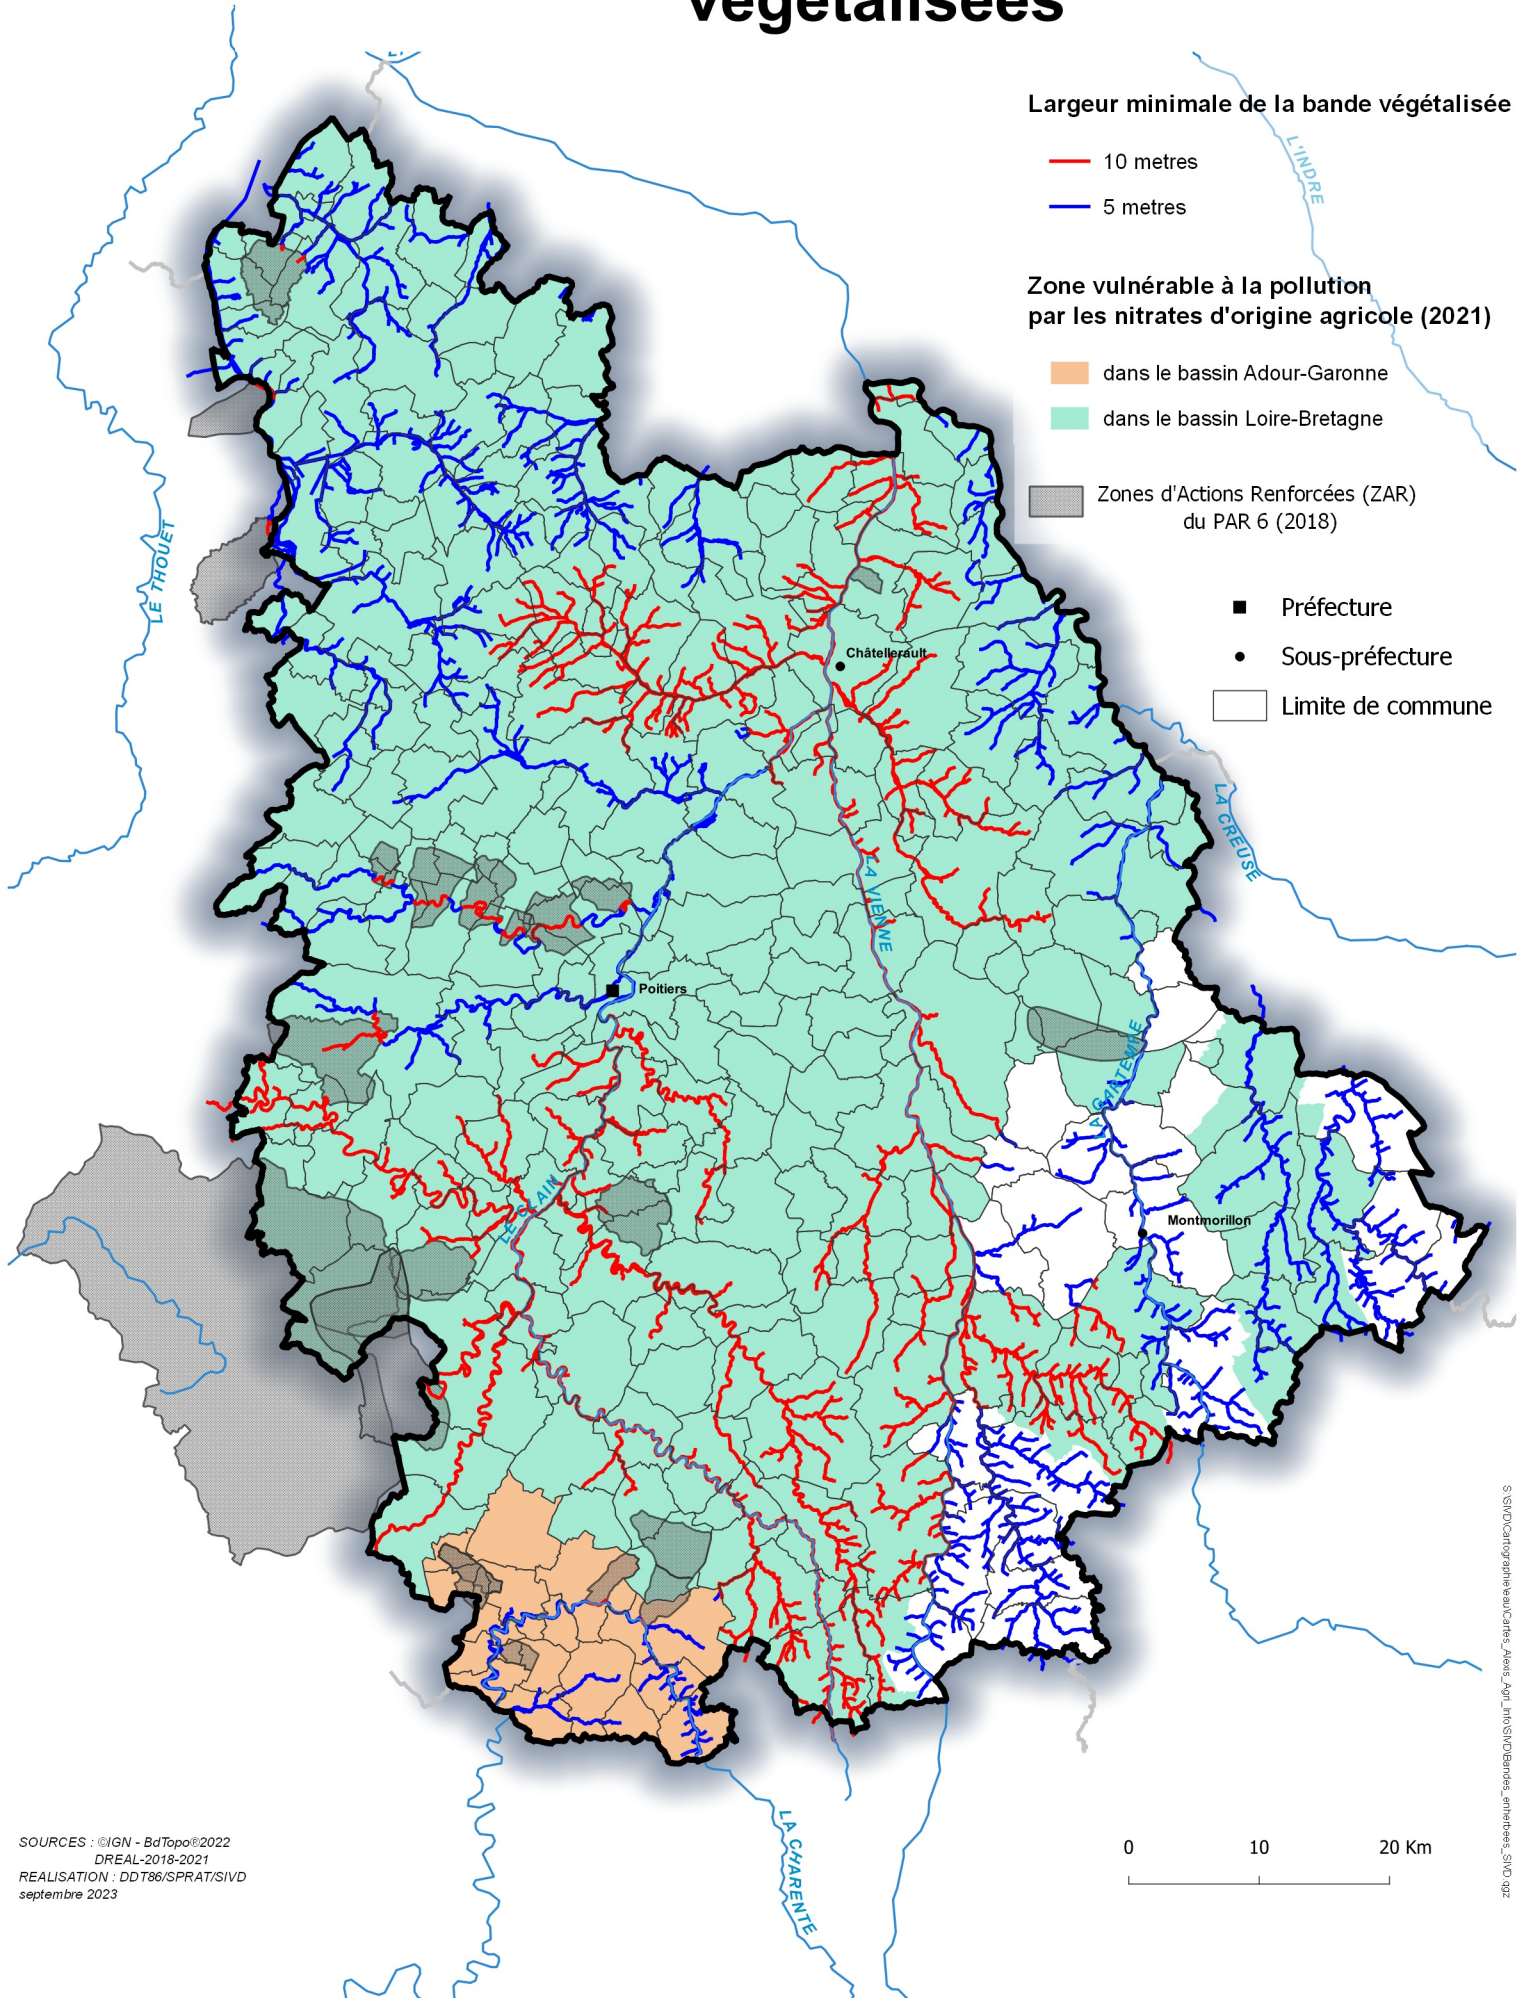 végétalisées
Largeur minimale de la bande végétalisée
10 metres
5 metres
L'INDRE
Zone vulnérable à la pollution
par les nitrates d'origine agricole (2021)
dans le bassin Adour-Garonne
dans le bassin Loire-Bretagne
Zones d'Actions Renforcées (ZAR)
du PAR 6 (2018)
LE THOUET
Préfecture
Sous-préfecture
Limite de commune
Châtellerault
LA CREUSE
LA VIENNE
Poitiers
LA GARTEMPE
LE CLAIN
Montmorillon
LA CHARENTE
SOURCES : ©IGN - BdTopo®2022
DREAL-2018-2021
REALISATION : DDT86/SPRAT/SIVD
septembre 2023
0 10 20 Km